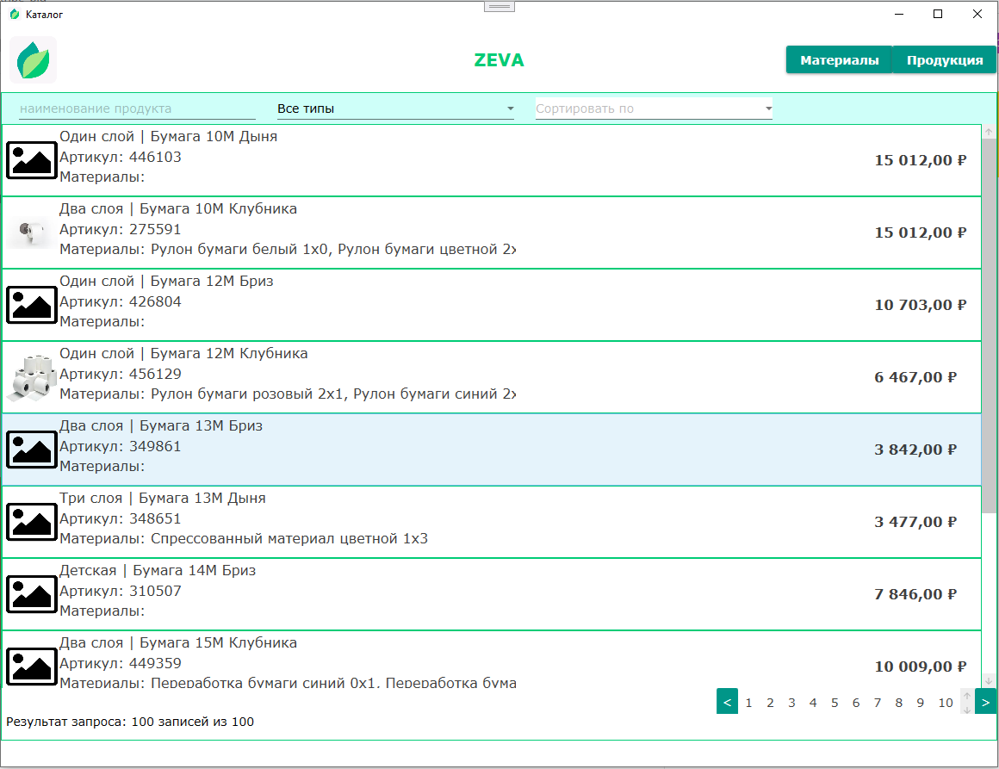 Каталог
ZEVA
Материалы Продукция
наименование продукта Все типы Сортировать по
Один слой | Бумага 10М Дыня
Артикул: 446103
Материалы:
15 012,00 ₽
Два слоя | Бумага 10М Клубника
Артикул: 275591
Материалы: Рулон бумаги белый 1x0, Рулон бумаги цветной 2x
15 012,00 ₽
Один слой | Бумага 12М Бриз
Артикул: 426804
Материалы:
10 703,00 ₽
Один слой | Бумага 12М Клубника
Артикул: 456129
Материалы: Рулон бумаги розовый 2x1, Рулон бумаги синий 2x
6 467,00 ₽
Два слоя | Бумага 13М Бриз
Артикул: 349861
Материалы:
3 842,00 ₽
Три слоя | Бумага 13М Дыня
Артикул: 348651
Материалы: Спрессованный материал цветной 1x3
3 477,00 ₽
Детская | Бумага 14М Бриз
Артикул: 310507
Материалы:
7 846,00 ₽
Два слоя | Бумага 15М Клубника
Артикул: 449359
Материалы: Переработка бумаги синий 0x1, Переработка бума
10 009,00 ₽
< 1 2 3 4 5 6 7 8 9 10 >
Результат запроса: 100 записей из 100